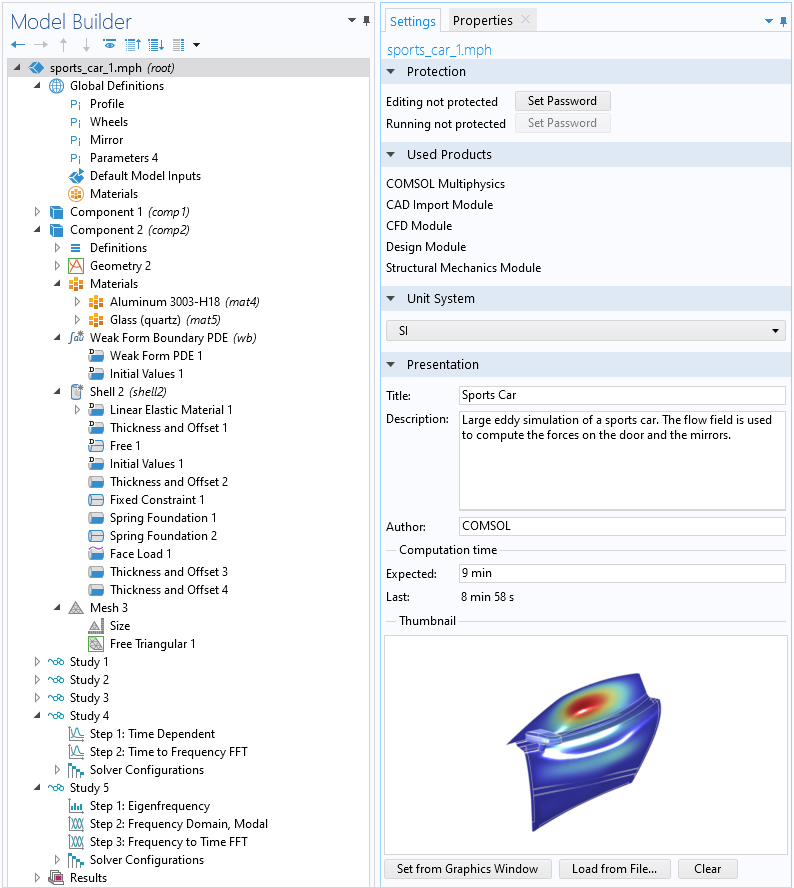 Model Builder
sports_car_1.mph (root)
Global Definitions
Pi Profile
Pi Wheels
Pi Mirror
Pi Parameters 4
Default Model Inputs
Materials
Component 1 (comp1)
Component 2 (comp2)
Definitions
Geometry 2
Materials
Aluminum 3003-H18 (mat4)
Glass (quartz) (mat5)
∫du Weak Form Boundary PDE (wb)
D Weak Form PDE 1
D Initial Values 1
Shell 2 (shell2)
D Linear Elastic Material 1
D Thickness and Offset 1
D Free 1
D Initial Values 1
Thickness and Offset 2
Fixed Constraint 1
Spring Foundation 1
Spring Foundation 2
Face Load 1
Thickness and Offset 3
Thickness and Offset 4
Mesh 3
Size
Free Triangular 1
Study 1
Study 2
Study 3
Study 4
Step 1: Time Dependent
Step 2: Time to Frequency FFT
Solver Configurations
Study 5
Step 1: Eigenfrequency
Step 2: Frequency Domain, Modal
Step 3: Frequency to Time FFT
Solver Configurations
Results
Settings Properties
sports_car_1.mph
Protection
Editing not protected Set Password
Running not protected Set Password
Used Products
COMSOL Multiphysics
CAD Import Module
CFD Module
Design Module
Structural Mechanics Module
Unit System
SI
Presentation
Title: Sports Car
Description: Large eddy simulation of a sports car. The flow field is used
to compute the forces on the door and the mirrors.
Author: COMSOL
Computation time
Expected: 9 min
Last: 8 min 58 s
Thumbnail
Set from Graphics Window Load from File... Clear